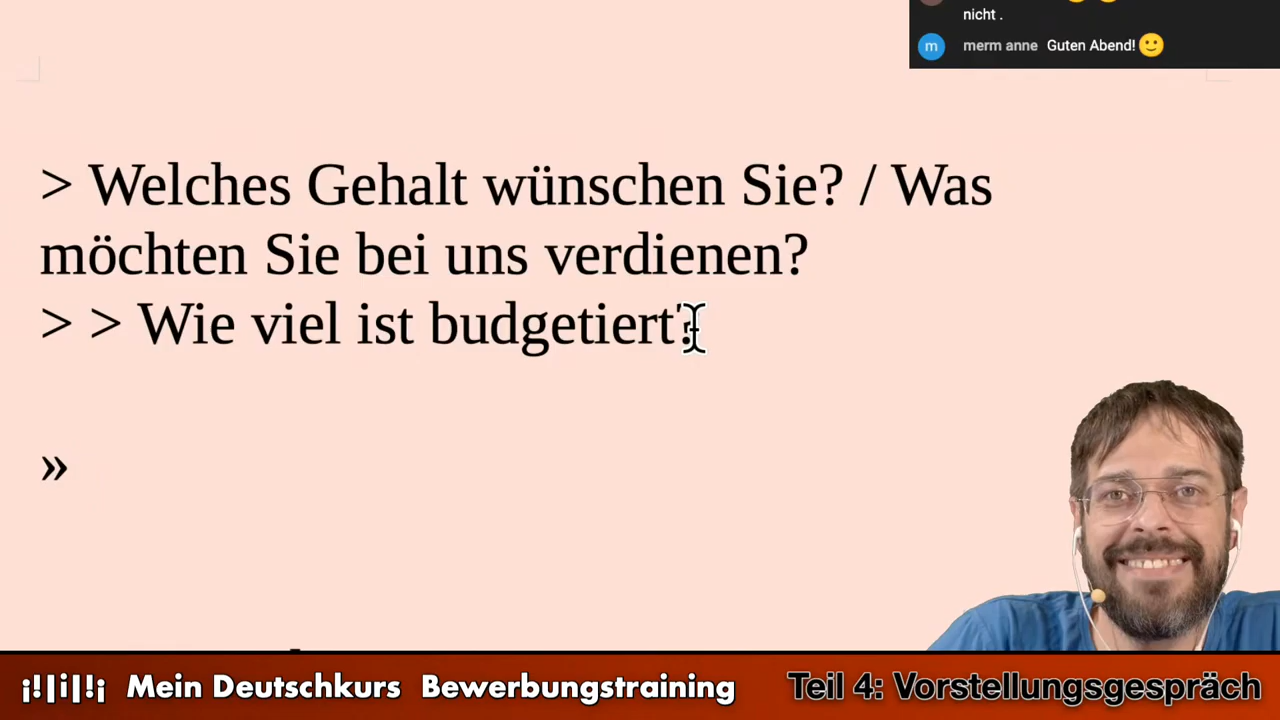 nicht .
m merm anne Guten Abend! 🙂
> Welches Gehalt wünschen Sie? / Was
möchten Sie bei uns verdienen?
> > Wie viel ist budgetiert?
»
¡!|i|!¡ Mein Deutschkurs Bewerbungstraining Teil 4: Vorstellungsgespräch